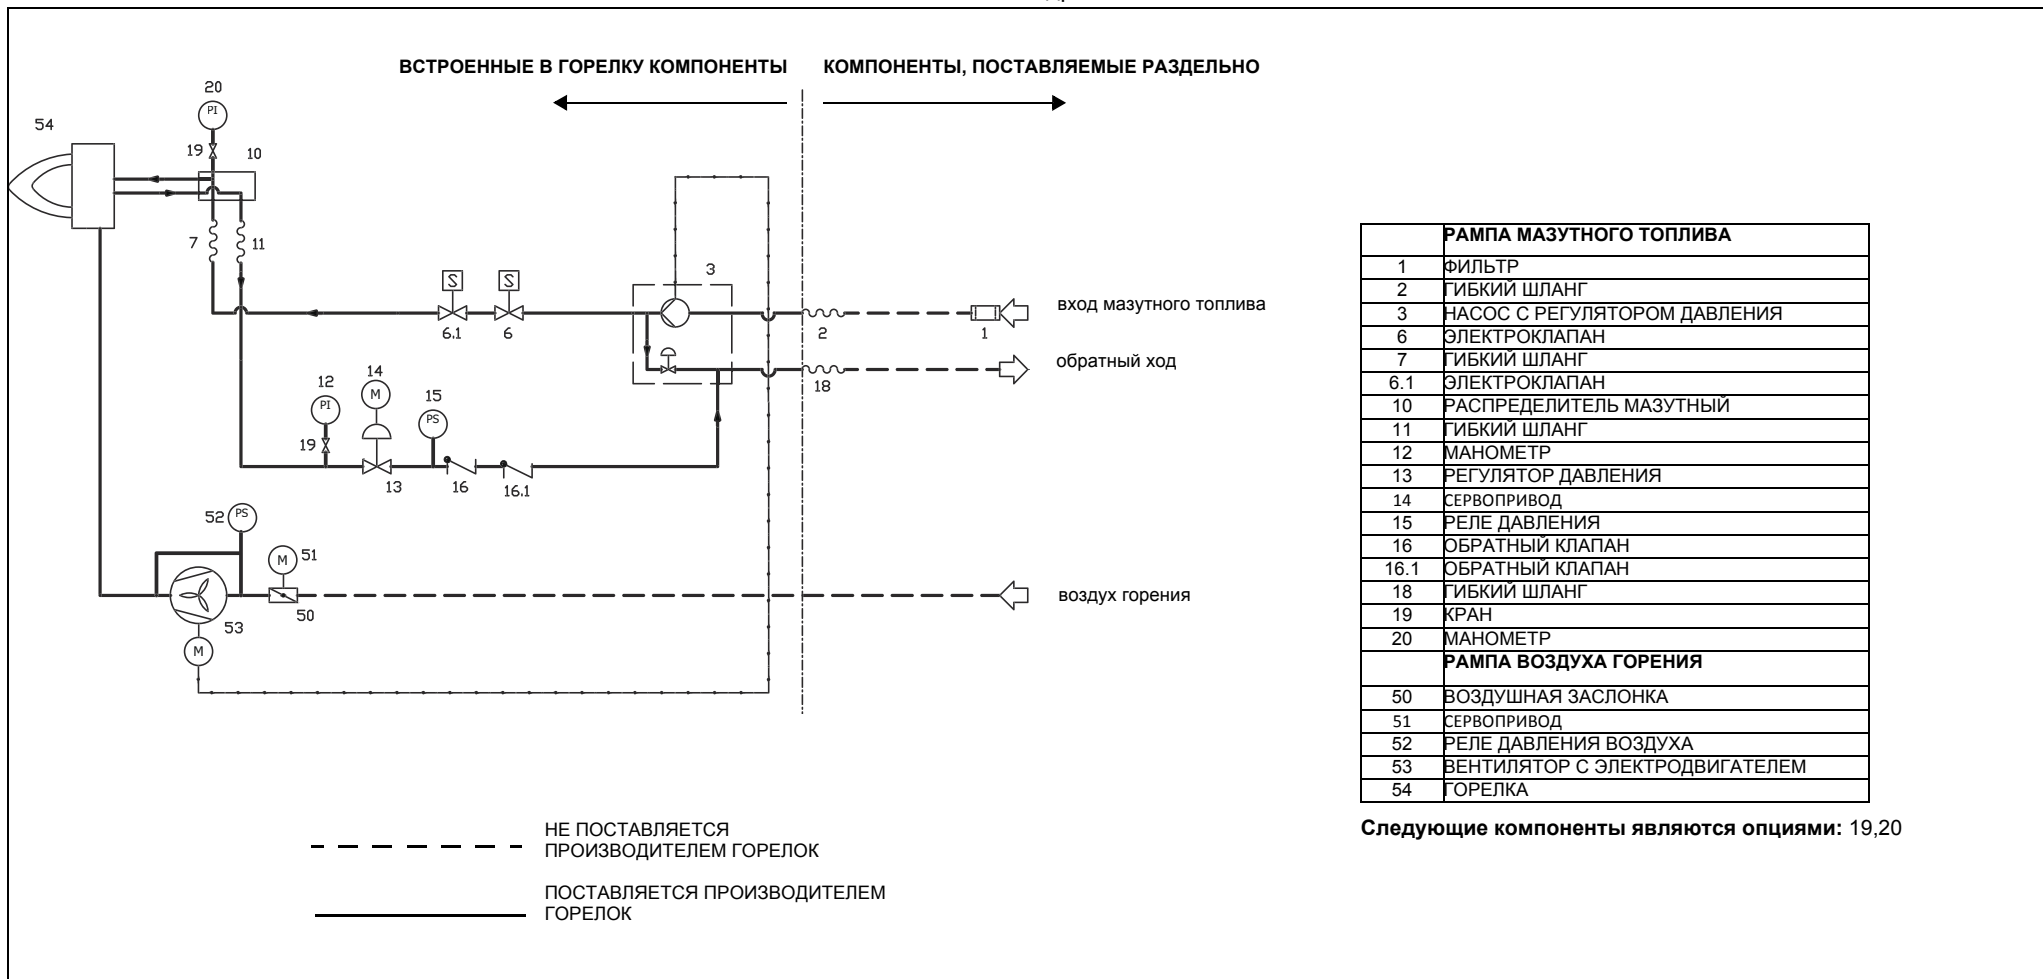 ВСТРОЕННЫЕ В ГОРЕЛКУ КОМПОНЕНТЫ
КОМПОНЕНТЫ, ПОСТАВЛЯЕМЫЕ РАЗДЕЛЬНО
20
PI
54
19
10
7
11
S
S
3
6.1
6
2
1
вход мазутного топлива
обратный ход
18
14
12
M
15
PI
PS
19
13
16
16.1
52
PS
M
51
50
53
M
воздух горения
НЕ ПОСТАВЛЯЕТСЯ
ПРОИЗВОДИТЕЛЕМ ГОРЕЛОК
ПОСТАВЛЯЕТСЯ ПРОИЗВОДИТЕЛЕМ
ГОРЕЛОК
РАМПА МАЗУТНОГО ТОПЛИВА
1 ФИЛЬТР
2 ГИБКИЙ ШЛАНГ
3 НАСОС С РЕГУЛЯТОРОМ ДАВЛЕНИЯ
6 ЭЛЕКТРОКЛАПАН
7 ГИБКИЙ ШЛАНГ
6.1 ЭЛЕКТРОКЛАПАН
10 РАСПРЕДЕЛИТЕЛЬ МАЗУТНЫЙ
11 ГИБКИЙ ШЛАНГ
12 МАНОМЕТР
13 РЕГУЛЯТОР ДАВЛЕНИЯ
14 СЕРВОПРИВОД
15 РЕЛЕ ДАВЛЕНИЯ
16 ОБРАТНЫЙ КЛАПАН
16.1 ОБРАТНЫЙ КЛАПАН
18 ГИБКИЙ ШЛАНГ
19 КРАН
20 МАНОМЕТР
РАМПА ВОЗДУХА ГОРЕНИЯ
50 ВОЗДУШНАЯ ЗАСЛОНКА
51 СЕРВОПРИВОД
52 РЕЛЕ ДАВЛЕНИЯ ВОЗДУХА
53 ВЕНТИЛЯТОР С ЭЛЕКТРОДВИГАТЕЛЕМ
54 ГОРЕЛКА
Следующие компоненты являются опциями: 19,20